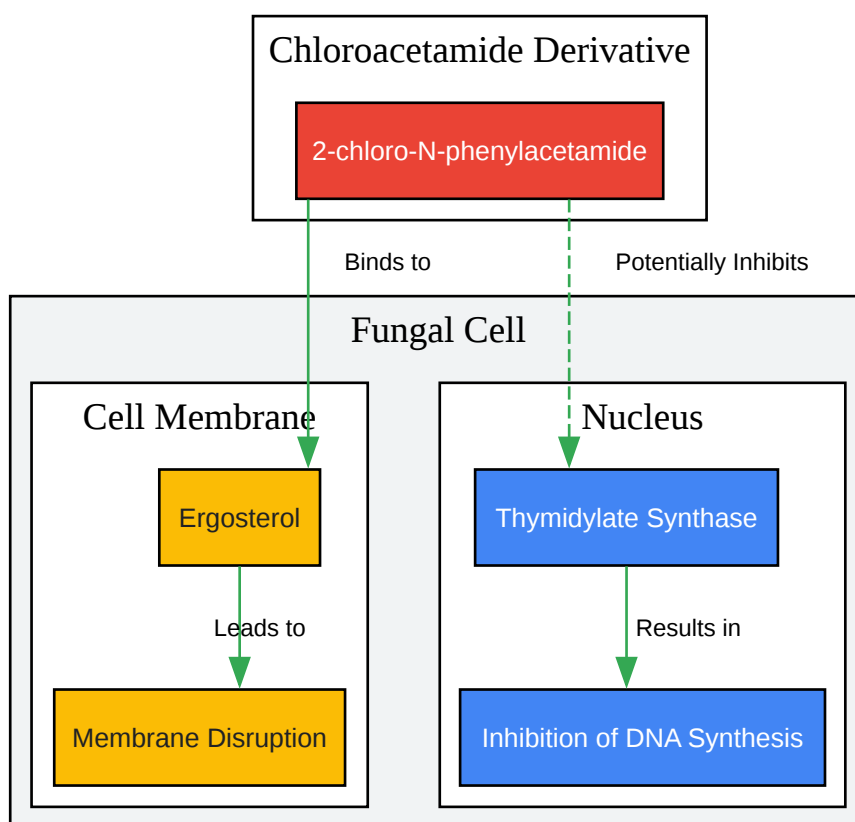 Chloroacetamide Derivative
2-chloro-N-phenylacetamide
Binds to
Potentially Inhibits
Fungal Cell
Cell Membrane
Nucleus
Ergosterol
Thymidylate Synthase
Leads to
Results in
Membrane Disruption
Inhibition of DNA Synthesis